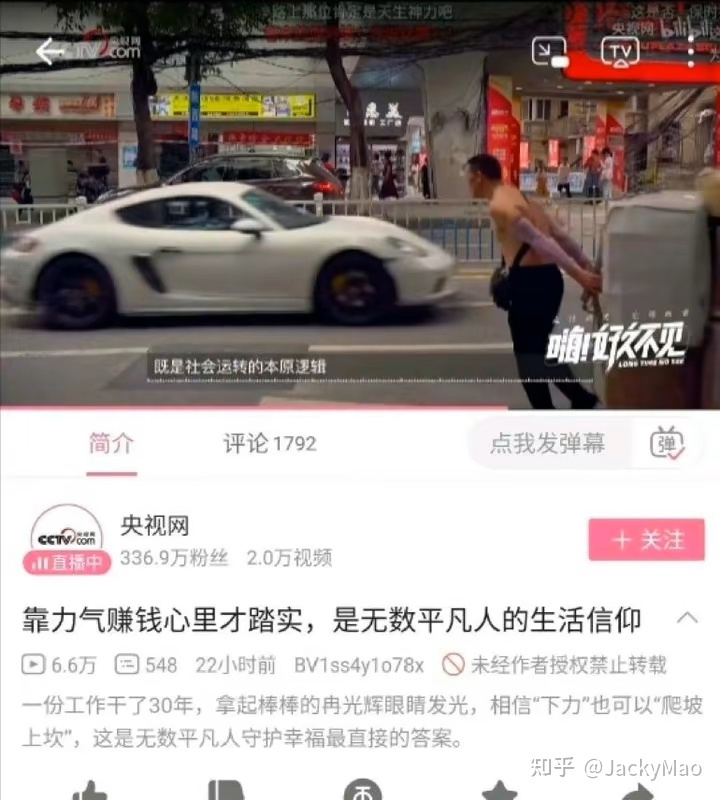 路上那位肯定是天生神力吧
央视网
.com
TV
既是社会运转的本原逻辑
嗨!好久不见
LONG TIME NO SEE
简介
评论 1792
点我发弹幕
弹
CCTV.com
直播中
央视网
336.9万粉丝 2.0万视频
+ 关注
靠力气赚钱心里才踏实，是无数平凡人的生活信仰
6.6万 548 22小时前 BV1ss4y1o78x 未经作者授权禁止转载
一份工作干了30年，拿起棒棒的冉光辉眼睛发光，相信“下力”也可以“爬坡
上坎”，这是无数平凡人守护幸福最直接的答案。
知乎 @JackyMao